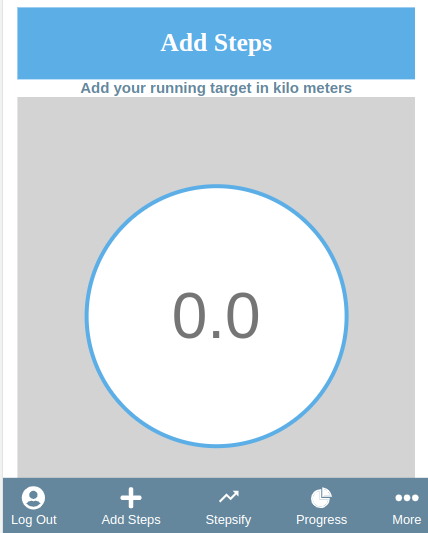 Add Steps
Add your running target in kilo meters
0.0
Log Out Add Steps Stepsify Progress More